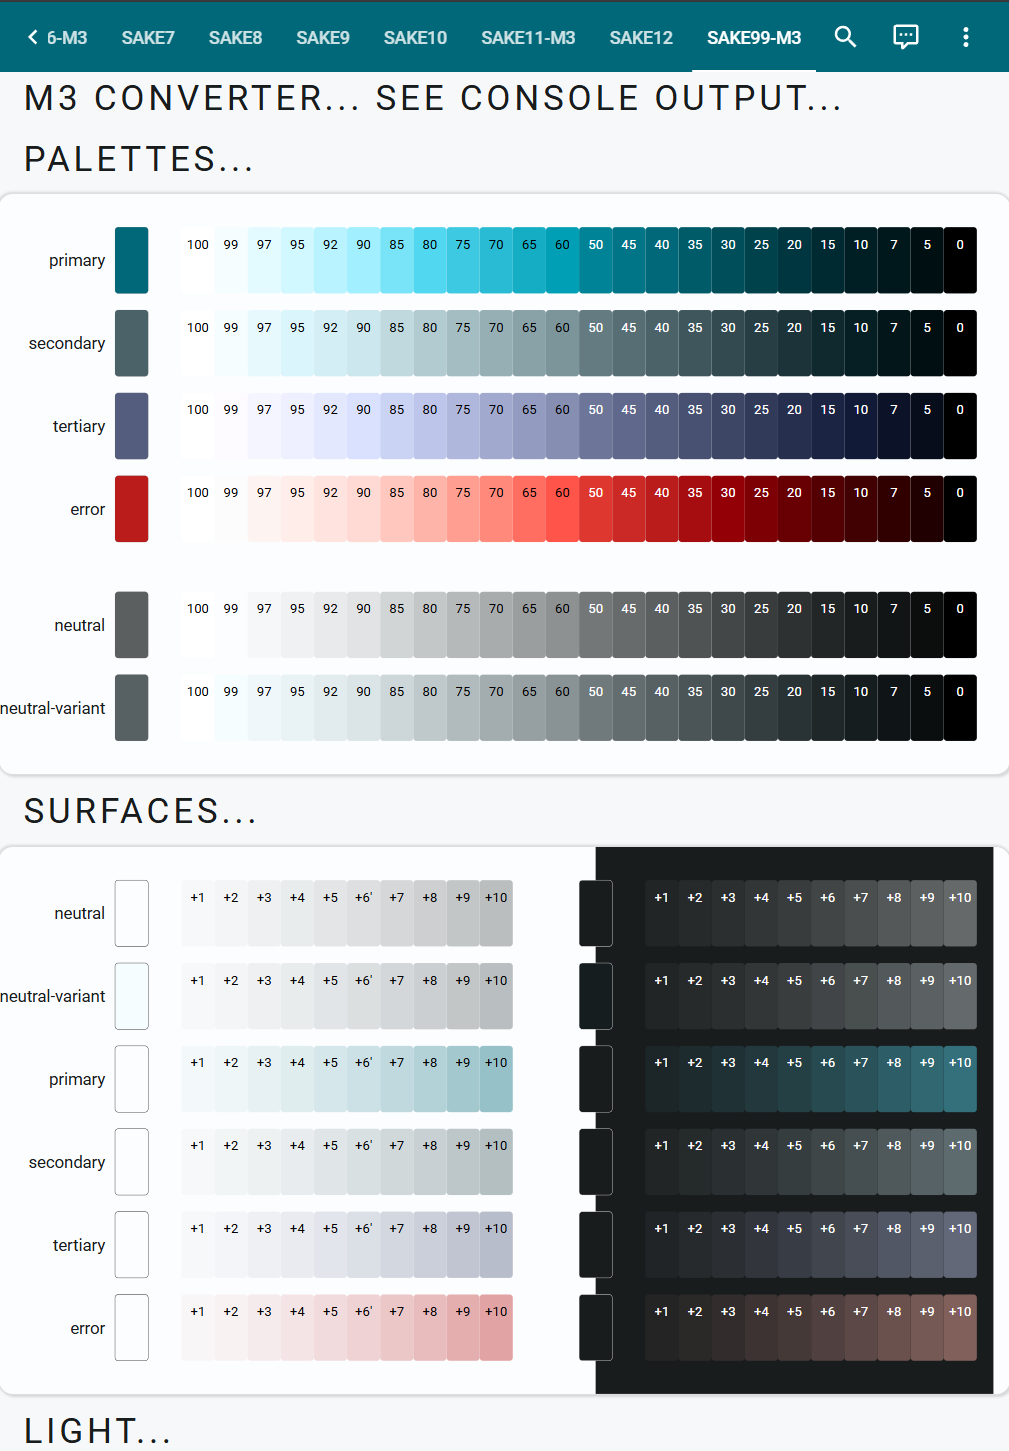 6-M3 SAKE7 SAKE8 SAKE9 SAKE10 SAKE11-M3 SAKE12 SAKE99-M3
M3 CONVERTER... SEE CONSOLE OUTPUT...
PALETTES...
primary 100 99 97 95 92 90 85 80 75 70 65 60 50 45 40 35 30 25 20 15 10 7 5 0
secondary 100 99 97 95 92 90 85 80 75 70 65 60 50 45 40 35 30 25 20 15 10 7 5 0
tertiary 100 99 97 95 92 90 85 80 75 70 65 60 50 45 40 35 30 25 20 15 10 7 5 0
error 100 99 97 95 92 90 85 80 75 70 65 60 50 45 40 35 30 25 20 15 10 7 5 0
neutral 100 99 97 95 92 90 85 80 75 70 65 60 50 45 40 35 30 25 20 15 10 7 5 0
neutral-variant 100 99 97 95 92 90 85 80 75 70 65 60 50 45 40 35 30 25 20 15 10 7 5 0
SURFACES...
neutral +1 +2 +3 +4 +5 +6' +7 +8 +9 +10 +1 +2 +3 +4 +5 +6 +7 +8 +9 +10
neutral-variant +1 +2 +3 +4 +5 +6' +7 +8 +9 +10 +1 +2 +3 +4 +5 +6 +7 +8 +9 +10
primary +1 +2 +3 +4 +5 +6' +7 +8 +9 +10 +1 +2 +3 +4 +5 +6 +7 +8 +9 +10
secondary +1 +2 +3 +4 +5 +6' +7 +8 +9 +10 +1 +2 +3 +4 +5 +6 +7 +8 +9 +10
tertiary +1 +2 +3 +4 +5 +6' +7 +8 +9 +10 +1 +2 +3 +4 +5 +6 +7 +8 +9 +10
error +1 +2 +3 +4 +5 +6' +7 +8 +9 +10 +1 +2 +3 +4 +5 +6 +7 +8 +9 +10
LIGHT...